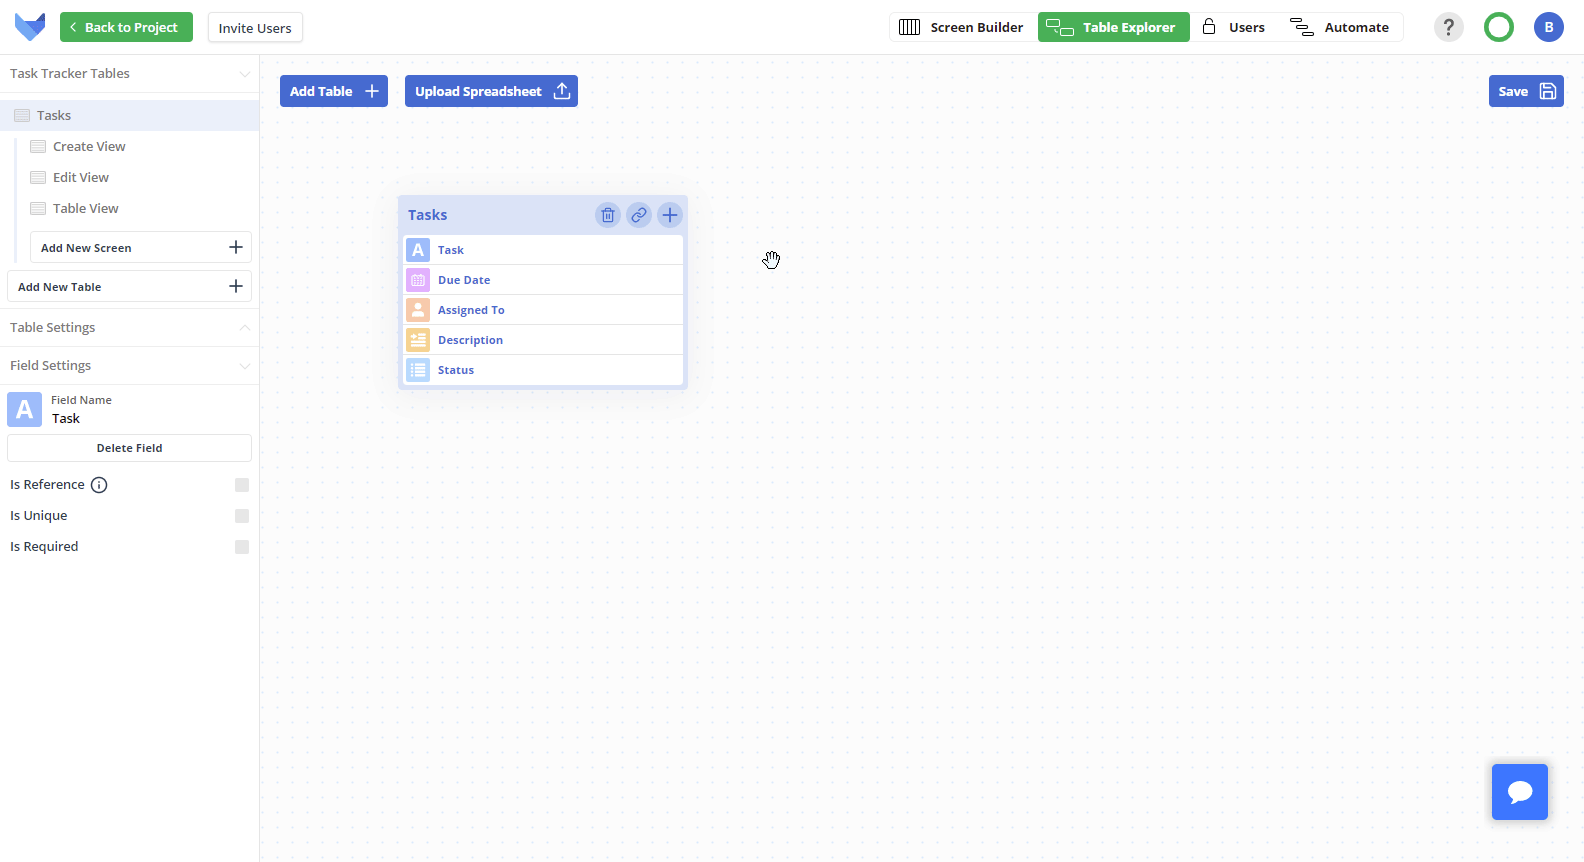 Back to Project
Invite Users
Screen Builder
Table Explorer
Users
Automate
?
B
Task Tracker Tables
Tasks
Create View
Edit View
Table View
Add New Screen
Add New Table
Table Settings
Field Settings
A
Field Name
Task
Delete Field
Is Reference
Is Unique
Is Required
Add Table
Upload Spreadsheet
Save
Tasks
A Task
Due Date
Assigned To
Description
Status